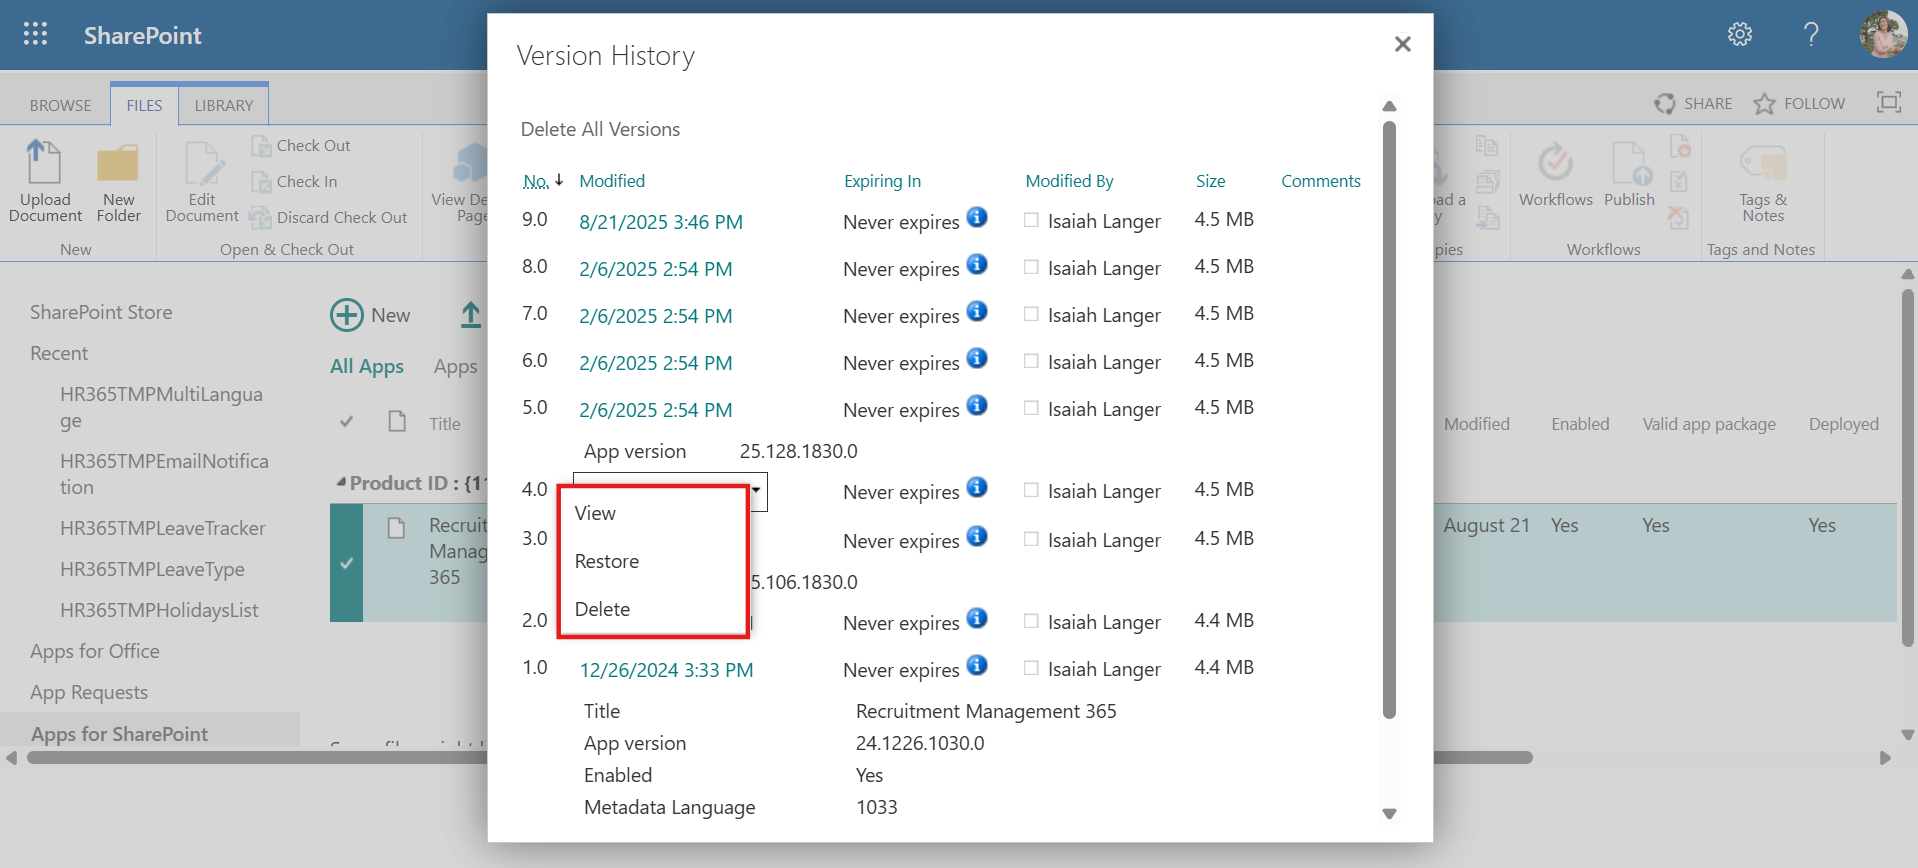 SharePoint
Version History
BROWSE FILES LIBRARY
SHARE FOLLOW
Upload Document
New Folder
New
Edit Document
Check Out
Check In
Discard Check Out
Open & Check Out
Workflows
Publish
Workflows
Tags & Notes
Tags and Notes
SharePoint Store
Recent
HR365TMPMultiLangua
ge
HR365TMPEmailNotifica
tion
HR365TMPLeaveTracker
HR365TMPLeaveType
HR365TMPHolidaysList
Apps for Office
App Requests
Apps for SharePoint
New
All Apps Apps
Title
Product ID : {1
Recruit
Manag
365
Delete All Versions
No. Modified Expiring In Modified By Size Comments
9.0 8/21/2025 3:46 PM Never expires Isaiah Langer 4.5 MB
8.0 2/6/2025 2:54 PM Never expires Isaiah Langer 4.5 MB
7.0 2/6/2025 2:54 PM Never expires Isaiah Langer 4.5 MB
6.0 2/6/2025 2:54 PM Never expires Isaiah Langer 4.5 MB
5.0 2/6/2025 2:54 PM Never expires Isaiah Langer 4.5 MB
App version 25.128.1830.0
4.0 Never expires Isaiah Langer 4.5 MB
View
3.0 Never expires Isaiah Langer 4.5 MB
Restore
5.106.1830.0
Delete
2.0 Never expires Isaiah Langer 4.4 MB
1.0 12/26/2024 3:33 PM Never expires Isaiah Langer 4.4 MB
Title Recruitment Management 365
App version 24.1226.1030.0
Enabled Yes
Metadata Language 1033
Modified Enabled Valid app package Deployed
August 21 Yes Yes Yes